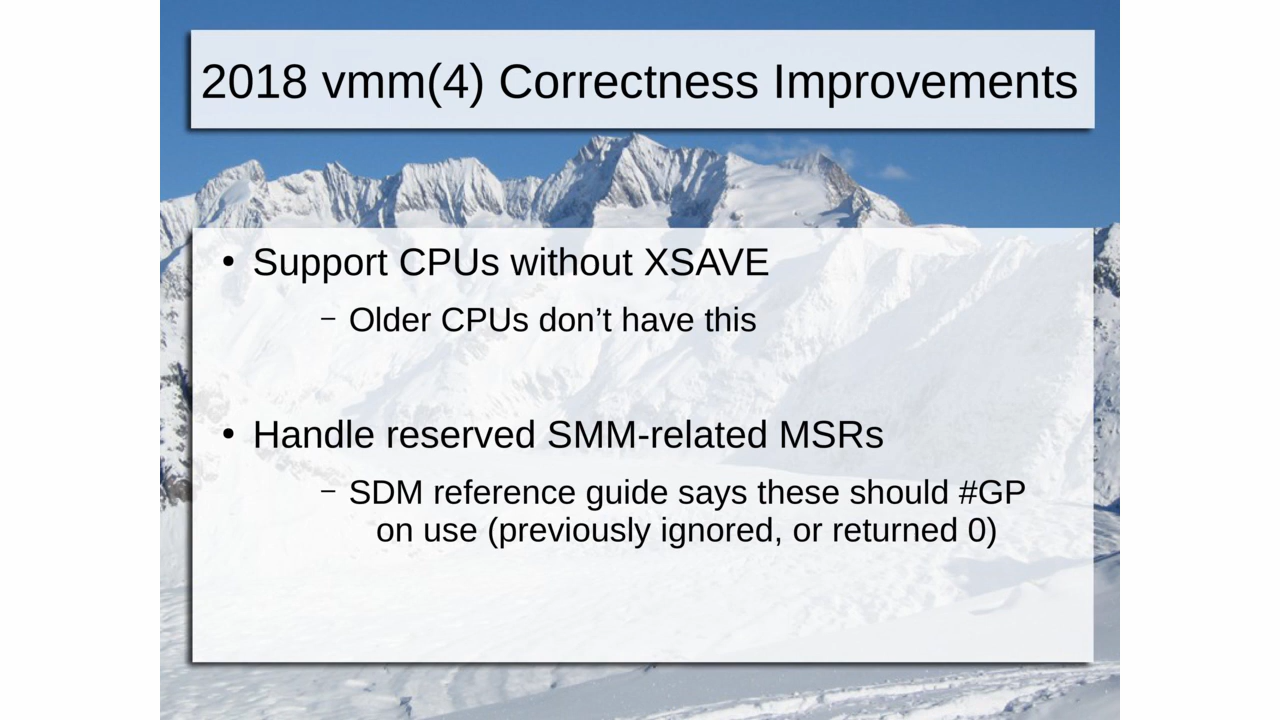 2018 vmm(4) Correctness Improvements
• Support CPUs without XSAVE
– Older CPUs don’t have this
• Handle reserved SMM-related MSRs
– SDM reference guide says these should #GP
on use (previously ignored, or returned 0)